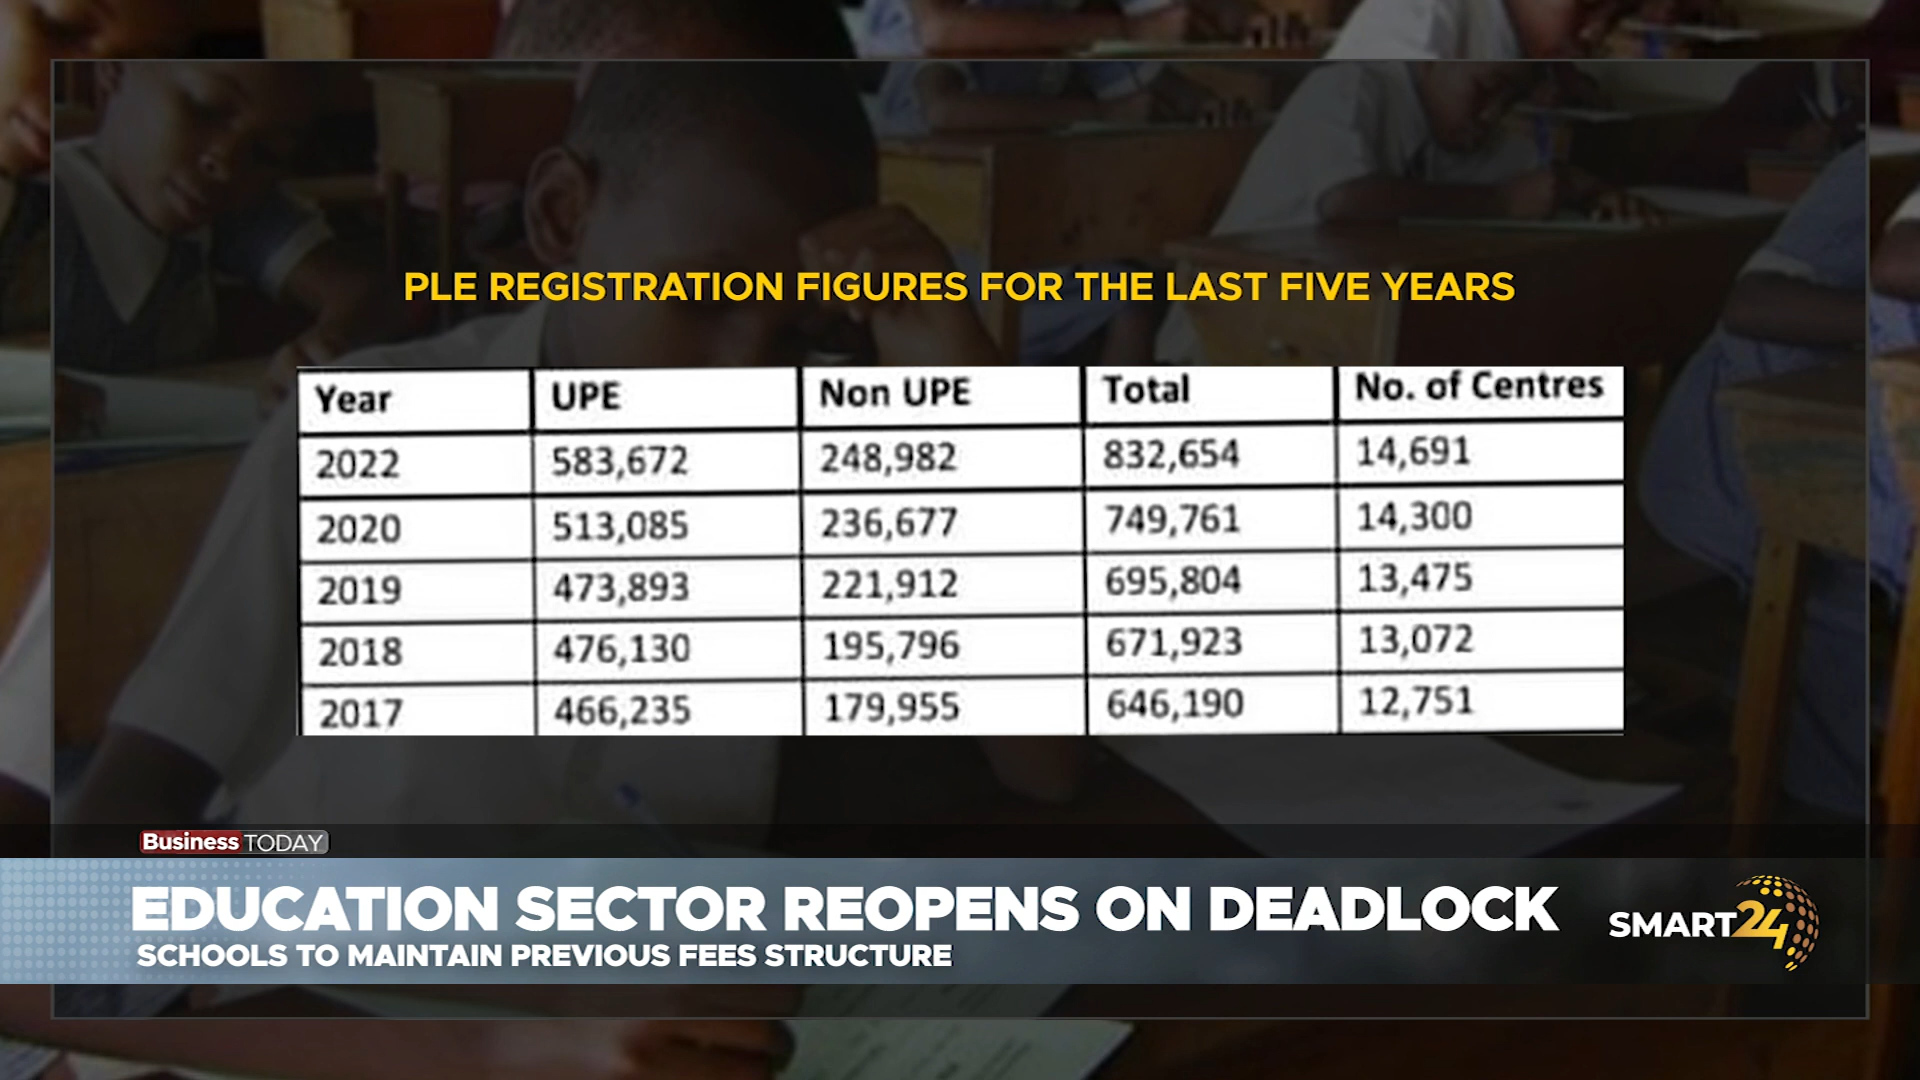 PLE REGISTRATION FIGURES FOR THE LAST FIVE YEARS
Year UPE Non UPE Total No. of Centres
2022 583,672 248,982 832,654 14,691
2020 513,085 236,677 749,761 14,300
2019 473,893 221,912 695,804 13,475
2018 476,130 195,796 671,923 13,072
2017 466,235 179,955 646,190 12,751
Business TODAY
EDUCATION SECTOR REOPENS ON DEADLOCK
SCHOOLS TO MAINTAIN PREVIOUS FEES STRUCTURE
SMART24